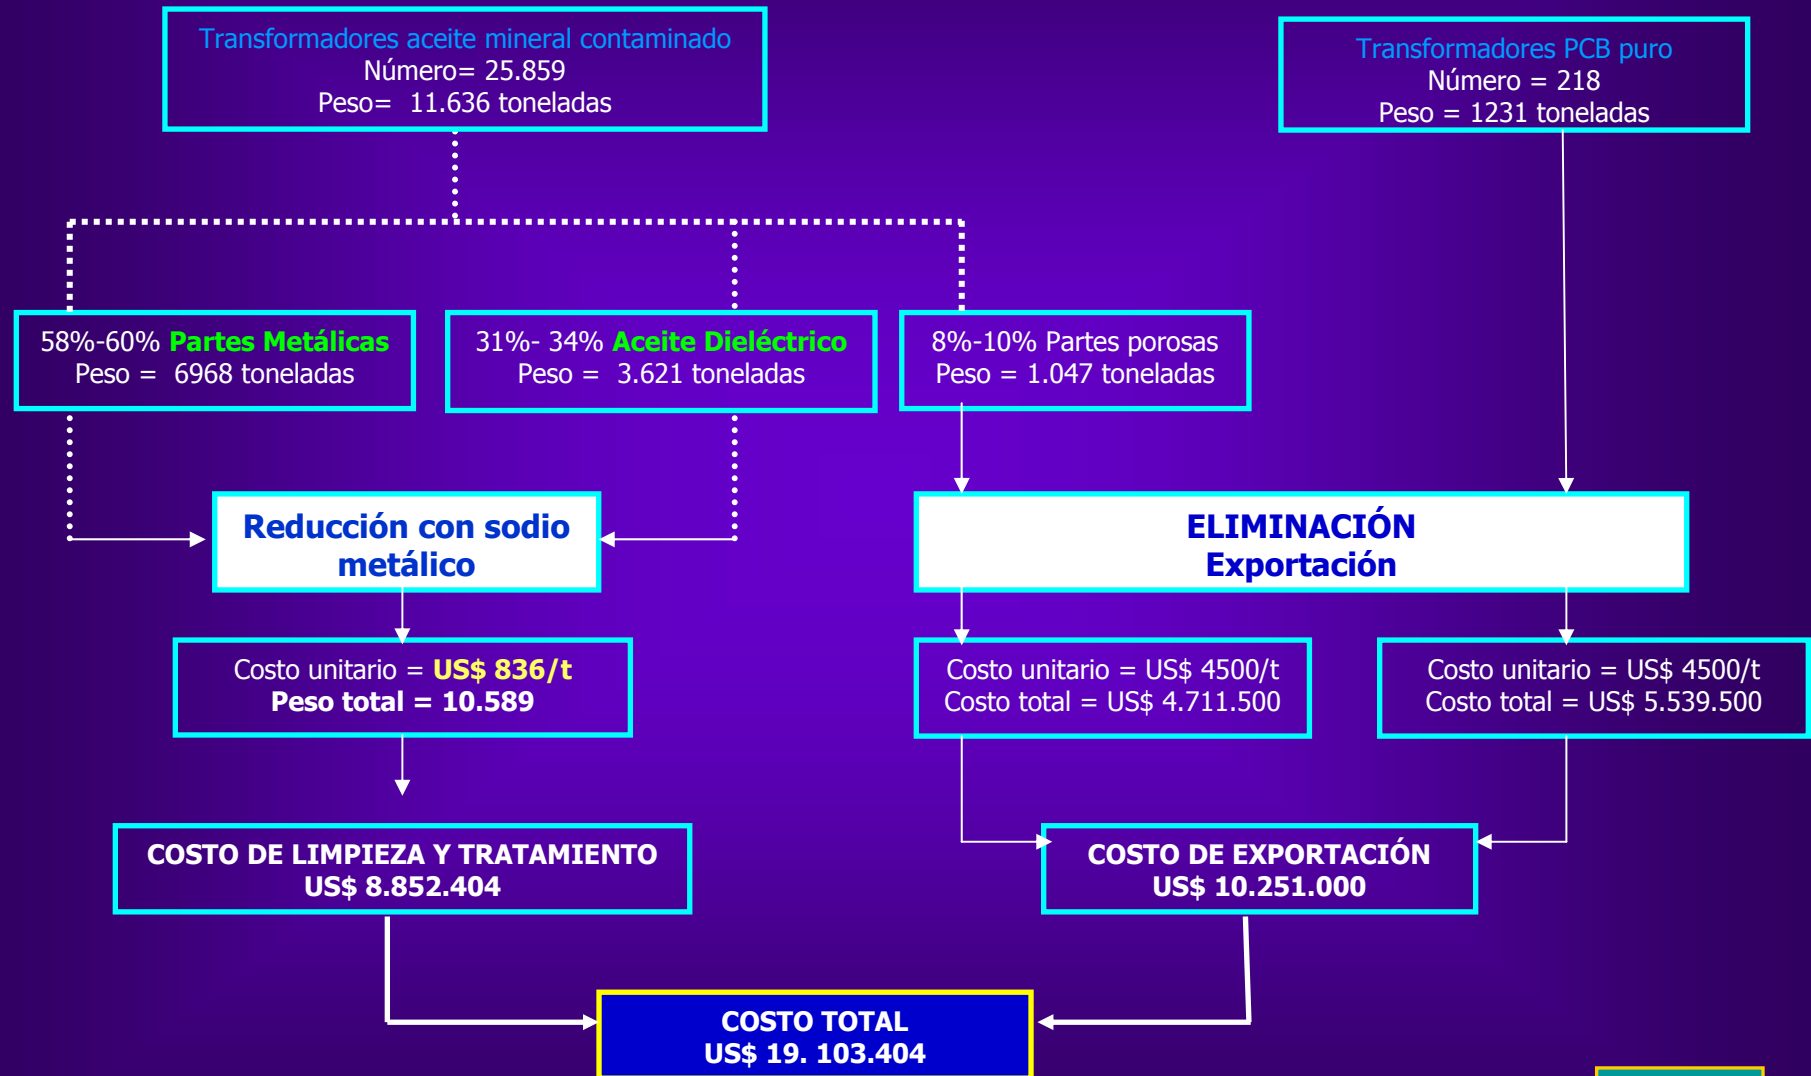 Transformadores aceite mineral contaminado
Número= 25.859
Peso= 11.636 toneladas
Transformadores PCB puro
Número = 218
Peso = 1231 toneladas
58%-60% Partes Metálicas
Peso = 6968 toneladas
31%- 34% Aceite Dieléctrico
Peso = 3.621 toneladas
8%-10% Partes porosas
Peso = 1.047 toneladas
Reducción con sodio
metálico
ELIMINACIÓN
Exportación
Costo unitario = US$ 836/t
Peso total = 10.589
Costo unitario = US$ 4500/t
Costo total = US$ 4.711.500
Costo unitario = US$ 4500/t
Costo total = US$ 5.539.500
COSTO DE LIMPIEZA Y TRATAMIENTO
US$ 8.852.404
COSTO DE EXPORTACIÓN
US$ 10.251.000
COSTO TOTAL
US$ 19. 103.404